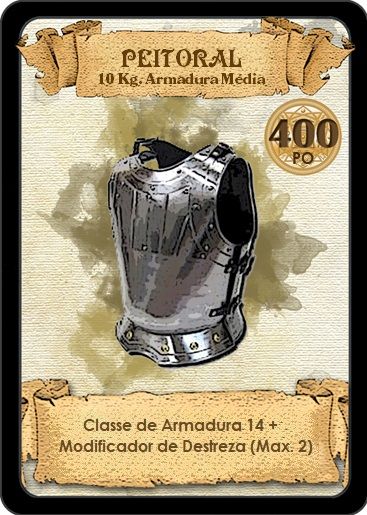 PEITORAL
10 Kg. Armadura Média
400
PO
Classe de Armadura 14 +
Modificador de Destreza (Max. 2)